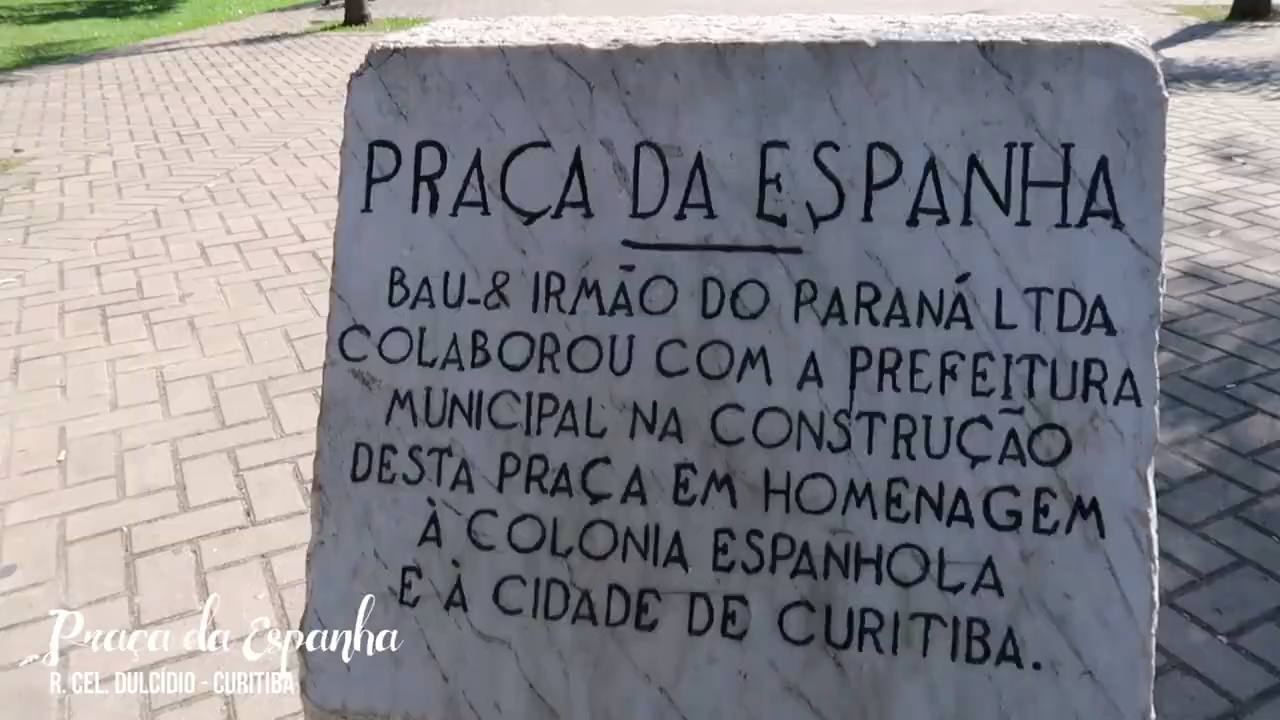 PRAÇA DA ESPANHA
BAU-& IRMÃO DO PARANÁ LTDA
COLABOROU COM A PREFEITURA
MUNICIPAL NA CONSTRUÇÃO
DESTA PRAÇA EM HOMENAGEM
À COLONIA ESPANHOLA
E À CIDADE DE CURITIBA.
Praça da Espanha
R. CEL. DULCÍDIO - CURITIBA